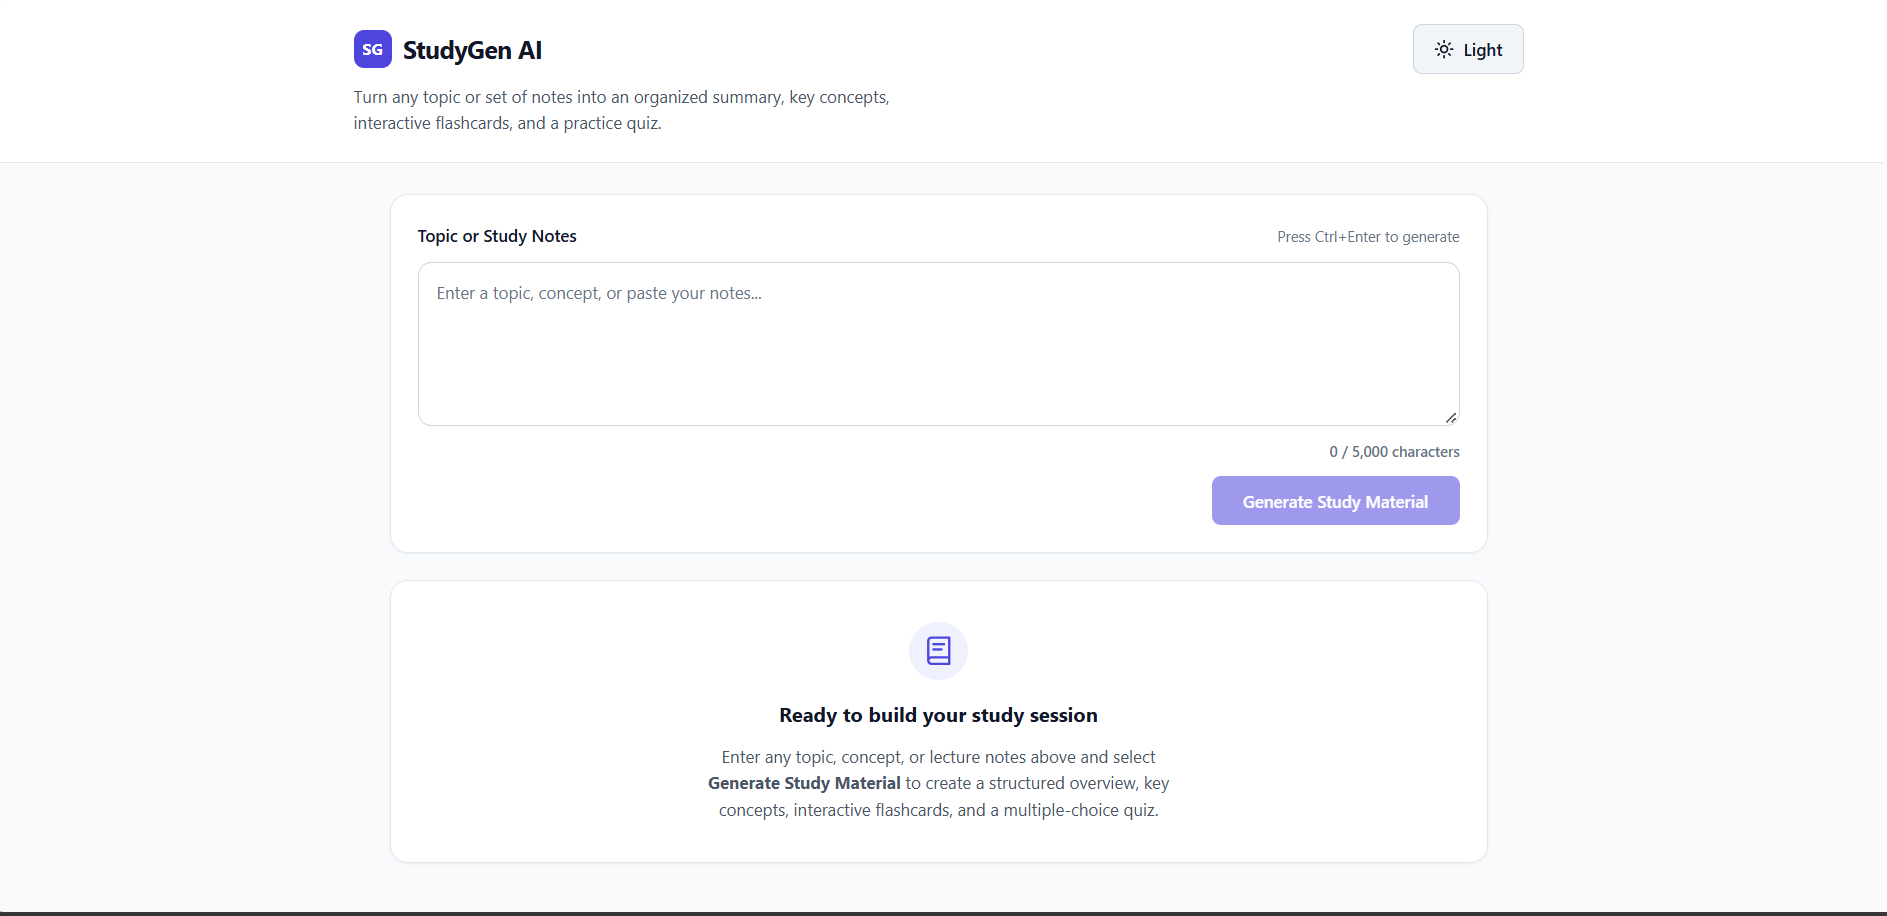 SG StudyGen AI
Light
Turn any topic or set of notes into an organized summary, key concepts,
interactive flashcards, and a practice quiz.
Topic or Study Notes
Press Ctrl+Enter to generate
Enter a topic, concept, or paste your notes...
0 / 5,000 characters
Generate Study Material
Ready to build your study session
Enter any topic, concept, or lecture notes above and select
Generate Study Material to create a structured overview, key
concepts, interactive flashcards, and a multiple-choice quiz.